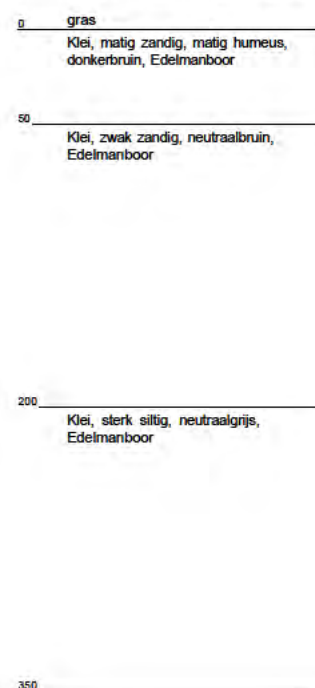 0 gras
Klei, matig zandig, matig humeus,
donkerbruin, Edelmanboor
50
Klei, zwak zandig, neutraalbruin,
Edelmanboor
200
Klei, sterk siltig, neutraalgrijs,
Edelmanboor
350